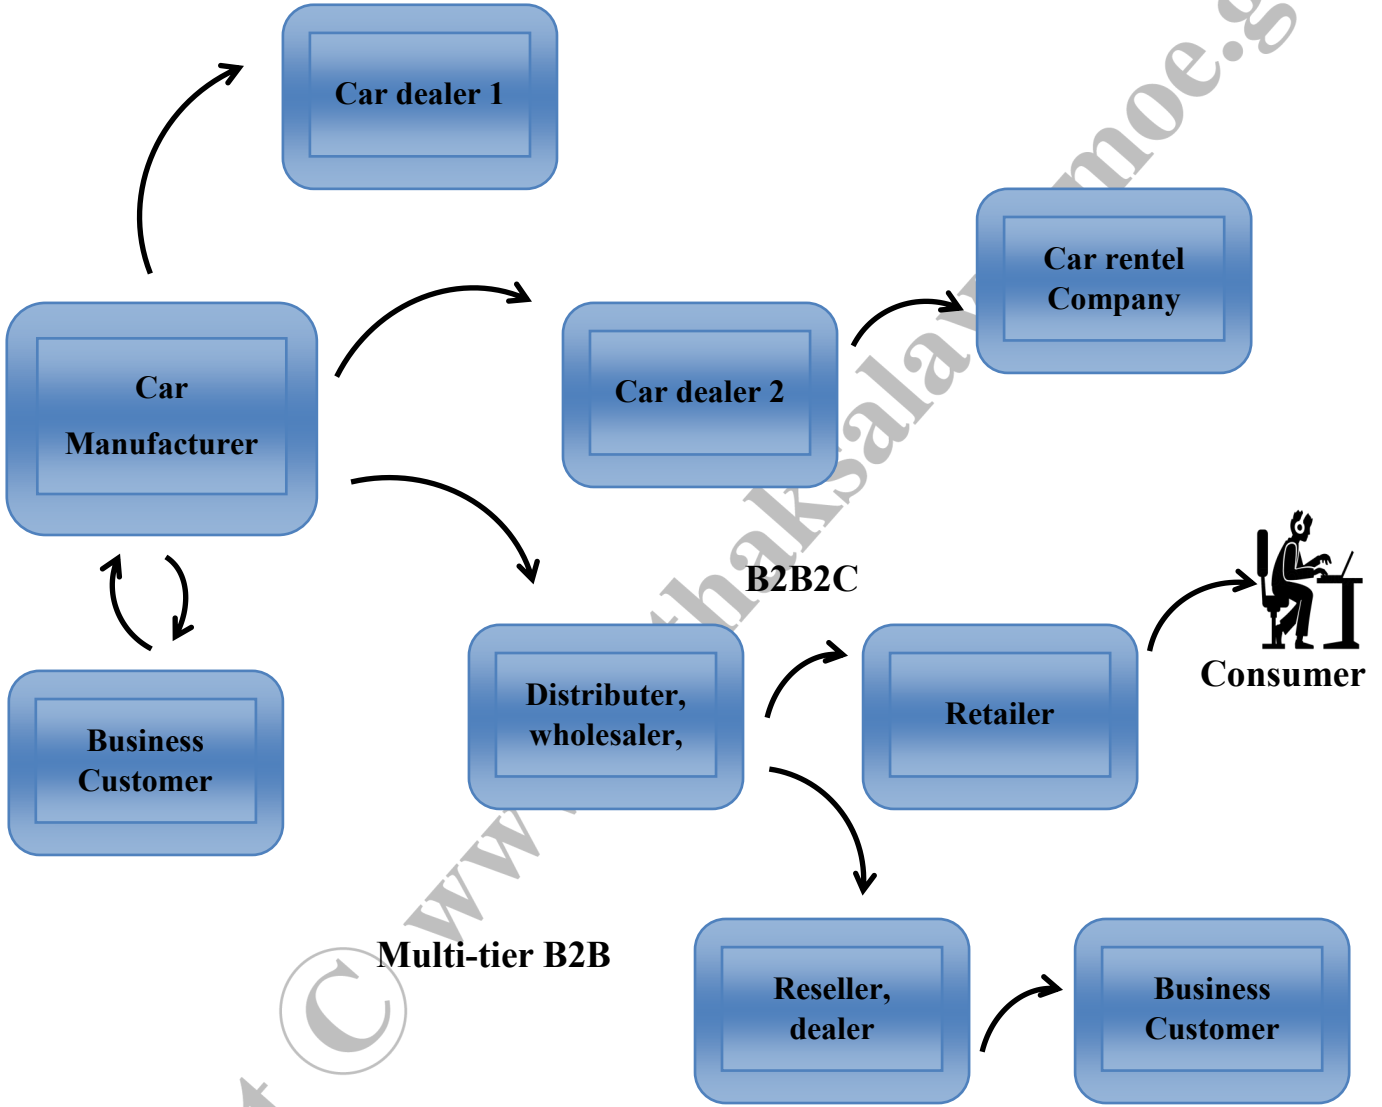 Car dealer 1
Car rentel
Company
Car
Manufacturer
Car dealer 2
B2B2C
Consumer
Distributer,
wholesaler,
Retailer
Business
Customer
Multi-tier B2B
Reseller,
dealer
Business
Customer